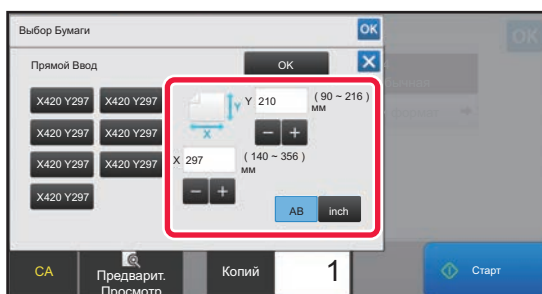 Выбор Бумаги
OK
Прямой Ввод
OK
X420 Y297
X420 Y297
Y
X
Y 210
( 90 ~ 216 )
мм
X420 Y297
X420 Y297
X420 Y297
X420 Y297
X 297
( 140 ~ 356 )
мм
X420 Y297
AB
inch
CA
Предварит.
Просмотр
Копий
1
Старт
OK